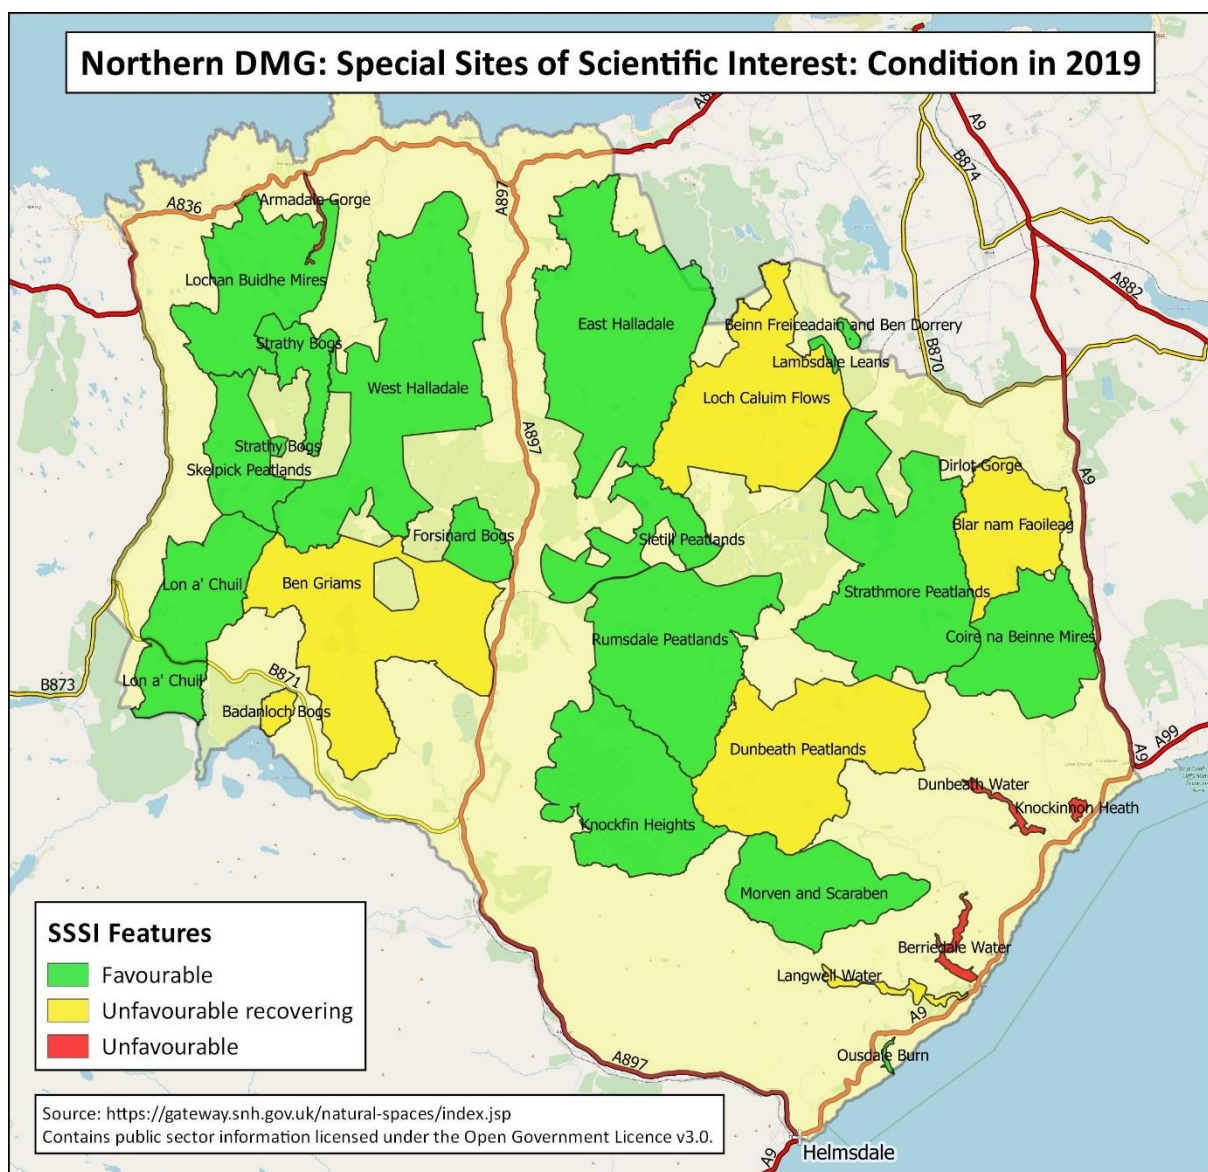 Northern DMG: Special Sites of Scientific Interest: Condition in 2019
A9
B874
A836
Armadale Gorge
A897
A882
Lochan Buidhe Mires
East Halladale
Beinn Freiceadain and Ben Dorrery
Strathy Bogs
Lambsdale Leans
B870
West Halladale
Loch Caluim Flows
A897
Strathy Bogs
Skelpick Peatlands
Dirlot Gorge
A9
Blar nam Faoileag
Forsinard Bogs
Sletill Peatlands
Lon a' Chuil
Ben Griams
Strathmore Peatlands
Rumsdale Peatlands
Coire na Beinne Mires
B873
Lon a' Chuil
B871
Badanloch Bogs
Dunbeath Peatlands
A9
A99
Dunbeath Water
Knockinnon Heath
Knockfin Heights
Morven and Scaraben
Berriedale Water
Langwell Water
A9
Ousdale Burn
A897
Helmsdale
A9
SSSI Features
Favourable
Unfavourable recovering
Unfavourable
Source: https://gateway.snh.gov.uk/natural-spaces/index.jsp
Contains public sector information licensed under the Open Government Licence v3.0.